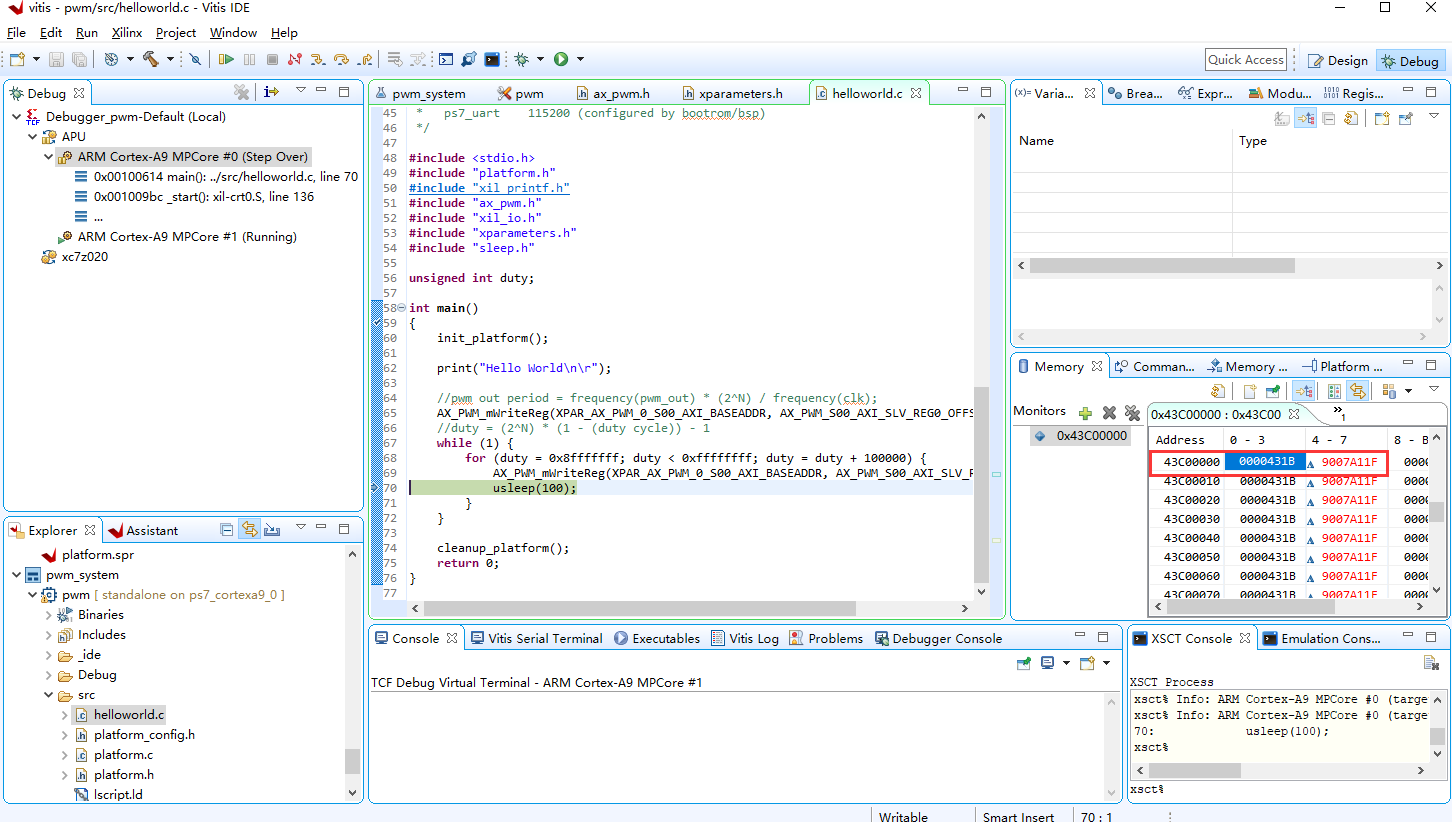 vitis - pwm/src/helloworld.c - Vitis IDE
File Edit Run Xilinx Project Window Help
Quick Access Design Debug
Debug
Debugger_pwm-Default (Local)
APU
ARM Cortex-A9 MPCore #0 (Step Over)
0x00100614 main(): ../src/helloworld.c, line 70
0x001009bc _start(): xil-crt0.S, line 136
...
ARM Cortex-A9 MPCore #1 (Running)
xc7z020
Explorer Assistant
platform.spr
pwm_system
pwm [ standalone on ps7_cortexa9_0 ]
Binaries
Includes
_ide
Debug
src
helloworld.c
platform_config.h
platform.c
platform.h
lscript.ld
pwm_system pwm ax_pwm.h xparameters.h helloworld.c
45 * ps7_uart 115200 (configured by bootrom/bsp)
46 */
47
48 #include <stdio.h>
49 #include "platform.h"
50 #include "xil_printf.h"
51 #include "ax_pwm.h"
52 #include "xil_io.h"
53 #include "xparameters.h"
54 #include "sleep.h"
55
56 unsigned int duty;
57
58 int main()
59 {
60 init_platform();
61
62 print("Hello World\n\r");
63
64 //pwm out period = frequency(pwm_out) * (2^N) / frequency(clk);
65 AX_PWM_mWriteReg(XPAR_AX_PWM_0_S00_AXI_BASEADDR, AX_PWM_S00_AXI_SLV_REG0_OFFS
66 //duty = (2^N) * (1 - (duty cycle)) - 1
67 while (1) {
68 for (duty = 0x8fffffff; duty < 0xffffffff; duty = duty + 100000) {
69 AX_PWM_mWriteReg(XPAR_AX_PWM_0_S00_AXI_BASEADDR, AX_PWM_S00_AXI_SLV_R
70 usleep(100);
71 }
72 }
73
74 cleanup_platform();
75 return 0;
76 }
77
(x)= Varia... Brea... Expr... Modu... Regis...
Name Type
Memory Comman... Memory ... Platform ...
Monitors
0x43C00000
0x43C00000 : 0x43C00 »1
Address 0 - 3 4 - 7 8 - B
43C00000 0000431B 9007A11F 0000
43C00010 0000431B 9007A11F 0000
43C00020 0000431B 9007A11F 0000
43C00030 0000431B 9007A11F 0000
43C00040 0000431B 9007A11F 0000
43C00050 0000431B 9007A11F 0000
43C00060 0000431B 9007A11F 0000
43C00070 0000431B 9007A11F 0000
Console Vitis Serial Terminal Executables Vitis Log Problems Debugger Console
TCF Debug Virtual Terminal - ARM Cortex-A9 MPCore #1
XSCT Console Emulation Cons...
XSCT Process
xsct% Info: ARM Cortex-A9 MPCore #0 (targe
xsct% Info: ARM Cortex-A9 MPCore #0 (targe
70: usleep(100);
xsct%
xsct%
Writable Smart Insert 70 : 1